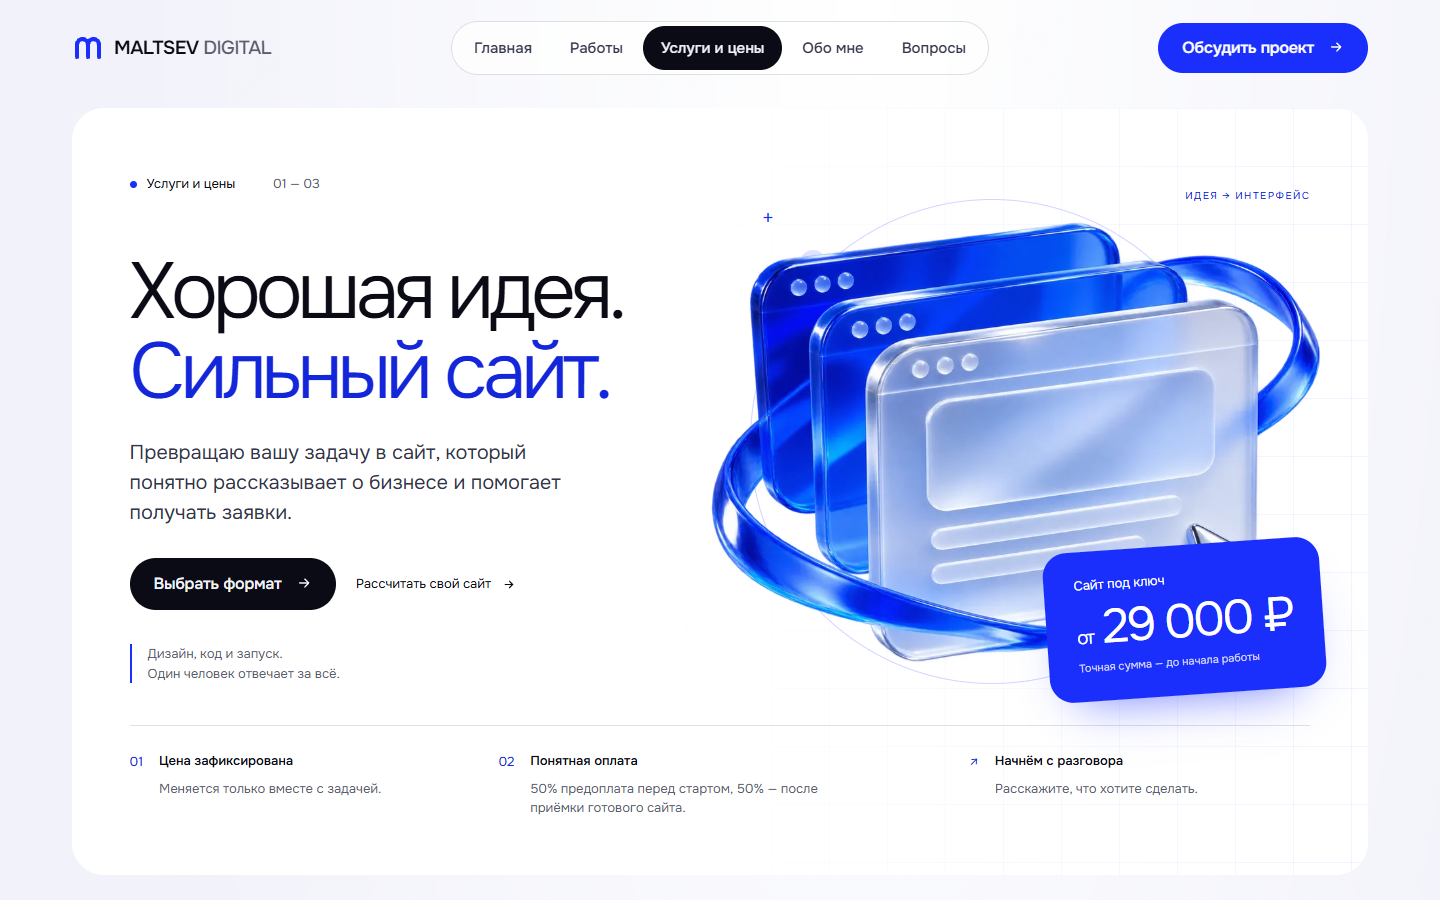 MALTSEV DIGITAL
Главная
Работы
Услуги и цены
Обо мне
Вопросы
Обсудить проект →
Услуги и цены
01 — 03
ИДЕЯ → ИНТЕРФЕЙС
Хорошая идея.
Сильный сайт.
Превращаю вашу задачу в сайт, который
понятно рассказывает о бизнесе и помогает
получать заявки.
Выбрать формат →
Рассчитать свой сайт →
Дизайн, код и запуск.
Один человек отвечает за всё.
Сайт под ключ
от 29 000 ₽
Точная сумма — до начала работы
01 Цена зафиксирована
Меняется только вместе с задачей.
02 Понятная оплата
50% предоплата перед стартом, 50% — после
приёмки готового сайта.
↗ Начнём с разговора
Расскажите, что хотите сделать.